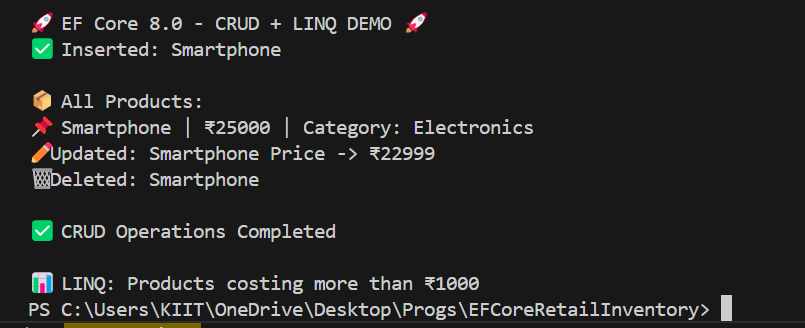 🚀 EF Core 8.0 - CRUD + LINQ DEMO 🚀
✅ Inserted: Smartphone
📦 All Products:
📌 Smartphone | ₹25000 | Category: Electronics
✏️Updated: Smartphone Price -> ₹22999
🗑️Deleted: Smartphone
✅ CRUD Operations Completed
📊 LINQ: Products costing more than ₹1000
PS C:\Users\KIIT\OneDrive\Desktop\Progs\EFCoreRetailInventory>